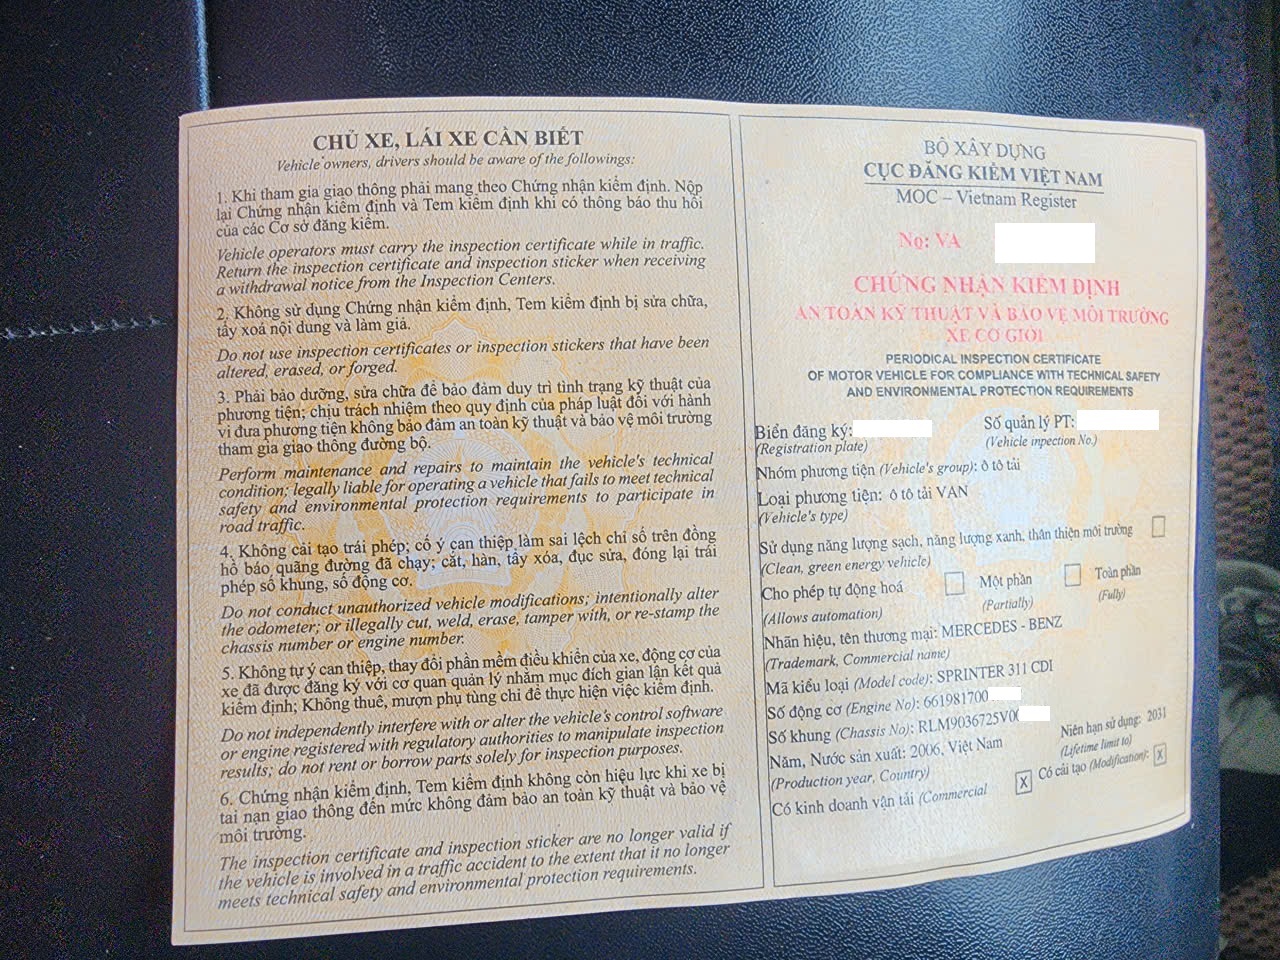 CHỦ XE, LÁI XE CẦN BIẾT
Vehicle owners, drivers should be aware of the followings:
1. Khi tham gia giao thông phải mang theo Chứng nhận kiểm định. Nộp
lại Chứng nhận kiểm định và Tem kiểm định khi có thông báo thu hồi
của các Cơ sở đăng kiểm.
Vehicle operators must carry the inspection certificate while in traffic.
Return the inspection certificate and inspection sticker when receiving
a withdrawal notice from the Inspection Centers.
2. Không sử dụng Chứng nhận kiểm định, Tem kiểm định bị sửa chữa,
tẩy xoá nội dung và làm giả.
Do not use inspection certificates or inspection stickers that have been
altered, erased, or forged.
3. Phải bảo dưỡng, sửa chữa để bảo đảm duy trì tình trạng kỹ thuật của
phương tiện; chịu trách nhiệm theo quy định của pháp luật đối với hành
vi đưa phương tiện không bảo đảm an toàn kỹ thuật và bảo vệ môi trường
tham gia giao thông đường bộ.
Perform maintenance and repairs to maintain the vehicle's technical
condition; legally liable for operating a vehicle that fails to meet technical
safety and environmental protection requirements to participate in
road traffic.
4. Không cải tạo trái phép; cố ý can thiệp làm sai lệch chỉ số trên đồng
hồ báo quãng đường đã chạy; cắt, hàn, tẩy xóa, đục sửa, đóng lại trái
phép số khung, số động cơ.
Do not conduct unauthorized vehicle modifications; intentionally alter
the odometer; or illegally cut, weld, erase, tamper with, or re-stamp the
chassis number or engine number.
5. Không tự ý can thiệp, thay đổi phần mềm điều khiển của xe, động cơ của
xe đã được đăng ký với cơ quan quản lý nhằm mục đích gian lận kết quả
kiểm định; Không thuê, mượn phụ tùng chỉ để thực hiện việc kiểm định.
Do not independently interfere with or alter the vehicle's control software
or engine registered with regulatory authorities to manipulate inspection
results; do not rent or borrow parts solely for inspection purposes.
6. Chứng nhận kiểm định, Tem kiểm định không còn hiệu lực khi xe bị
tai nạn giao thông đến mức không đảm bảo an toàn kỹ thuật và bảo vệ
môi trường.
The inspection certificate and inspection sticker are no longer valid if
the vehicle is involved in a traffic accident to the extent that it no longer
meets technical safety and environmental protection requirements.
BỘ XÂY DỰNG
CỤC ĐĂNG KIỂM VIỆT NAM
MOC – Vietnam Register
No: VA
CHỨNG NHẬN KIỂM ĐỊNH
AN TOÀN KỸ THUẬT VÀ BẢO VỆ MÔI TRƯỜNG
XE CƠ GIỚI
PERIODICAL INSPECTION CERTIFICATE
OF MOTOR VEHICLE FOR COMPLIANCE WITH TECHNICAL SAFETY
AND ENVIRONMENTAL PROTECTION REQUIREMENTS
Biển đăng ký: Số quản lý PT:
(Registration plate) (Vehicle inpection No.)
Nhóm phương tiện (Vehicle's group): ô tô tải
Loại phương tiện: ô tô tải VAN
(Vehicle's type)
Sử dụng năng lượng sạch, năng lượng xanh, thân thiện môi trường
(Clean, green energy vehicle)
Cho phép tự động hoá Một phần Toàn phần
(Allows automation) (Partially) (Fully)
Nhãn hiệu, tên thương mại: MERCEDES - BENZ
(Trademark, Commercial name)
Mã kiểu loại (Model code): SPRINTER 311 CDI
Số động cơ (Engine No): 661981700
Số khung (Chassis No): RLM9036725V0
Năm, Nước sản xuất: 2006, Việt Nam Niên hạn sử dụng: 2031
(Production year, Country) (Lifetime limit to)
Có kinh doanh vận tải (Commercial X Có cải tạo (Modification): X